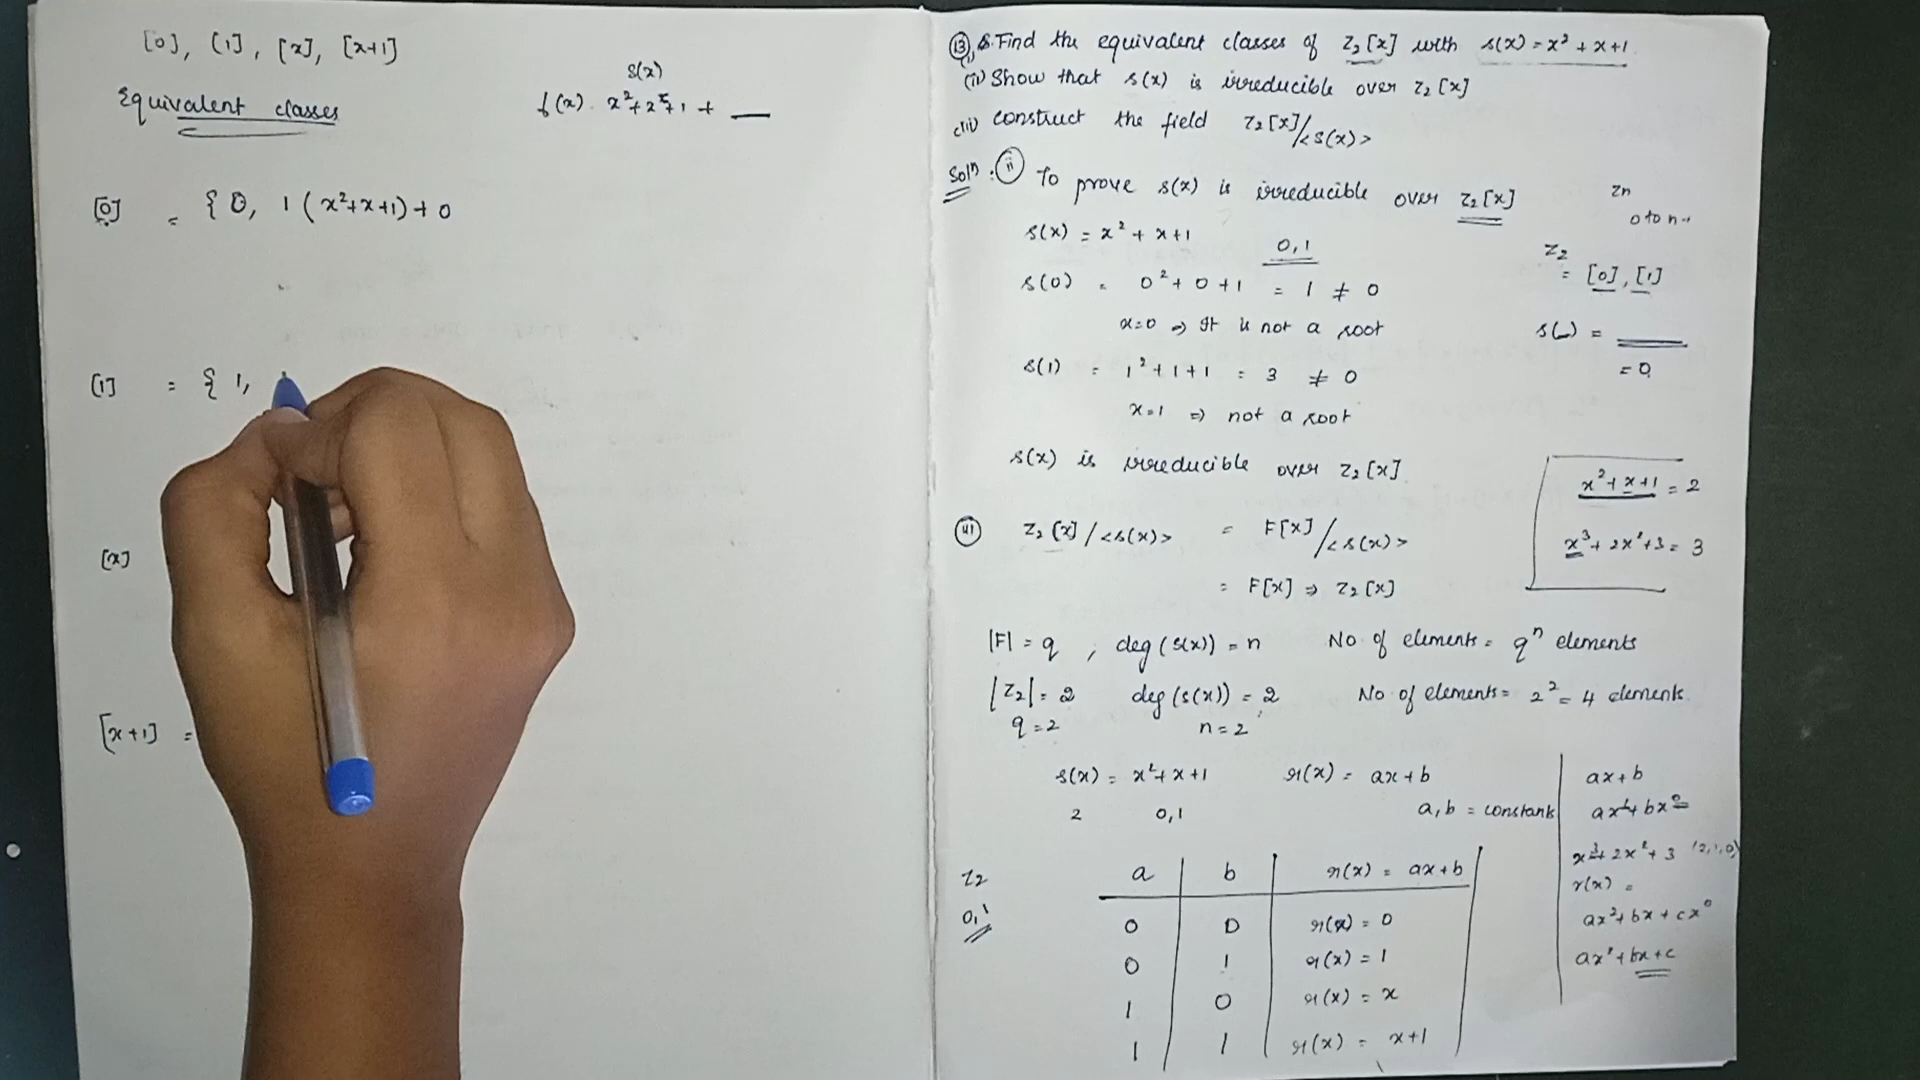 [0], [1], [x], [x+1]
Equivalent classes
s(x)
f(x) = x²+x+1 +
[0] = { 0, 1(x²+x+1)+0
[1] = { 1,
[x]
[x+1] =
(13) (i) Find the equivalent classes of Z₂[x] with s(x) = x²+x+1
(ii) Show that s(x) is irreducible over Z₂[x]
(iii) construct the field Z₂[x]/<s(x)>
Soln: (ii) To prove s(x) is irreducible over Z₂[x]
s(x) = x²+x+1
0,1
s(0) = 0²+0+1 = 1 ≠ 0
x=0 ⇒ It is not a root
s(1) = 1²+1+1 = 3 ≠ 0
x=1 ⇒ not a root
s(x) is irreducible over Z₂[x]
Zn
0 to n-1
Z₂
= [0], [1]
s( ) =
= 0
x²+x+1 = 2
x³+2x²+3 = 3
(iii) Z₂[x]/<s(x)> = F[x]/<s(x)>
= F[x] ⇒ Z₂[x]
|F| = q, deg(s(x)) = n No of elements = qⁿ elements
|Z₂| = 2 deg(s(x)) = 2 No of elements = 2² = 4 elements.
q=2 n=2
s(x) = x²+x+1 r(x) = ax+b
2 0,1 a,b = constants
Z₂
0,1
a b r(x) = ax+b
0 0 r(x) = 0
0 1 r(x) = 1
1 0 r(x) = x
1 1 r(x) = x+1
ax+b
ax¹+bx⁰
x³+2x²+3 (2,1,0)
r(x) =
ax²+bx+cx⁰
ax²+bx+c